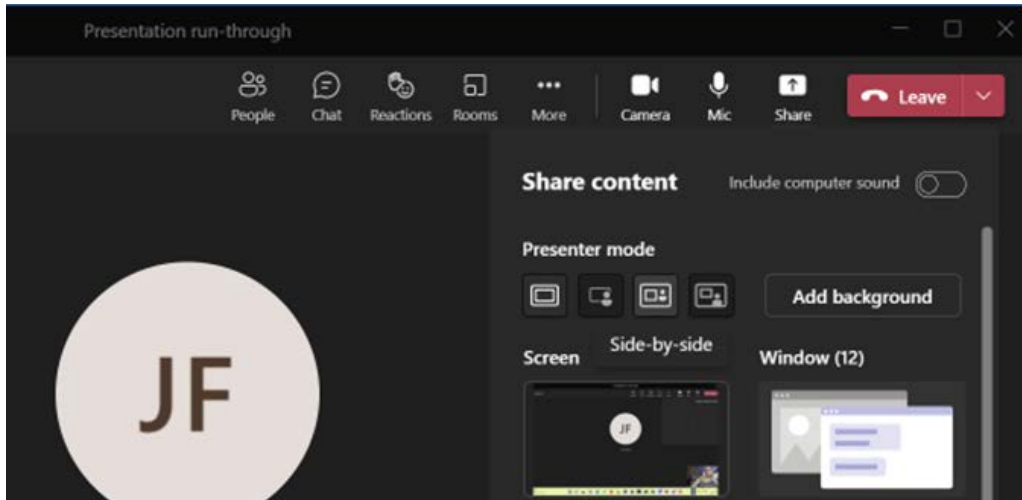 Presentation run-through
People Chat Reactions Rooms More Camera Mic Share Leave
Share content Include computer sound
Presenter mode
Add background
Side-by-side
Screen Window (12)
JF
JF